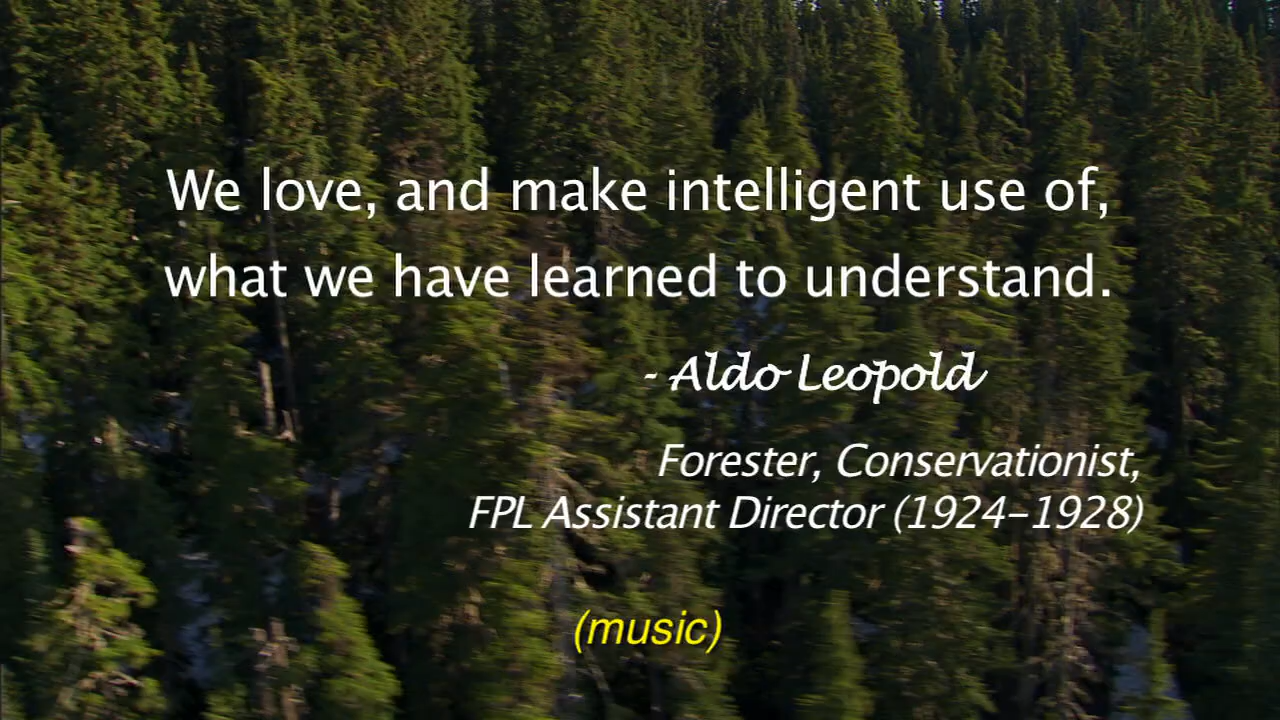 We love, and make intelligent use of,
what we have learned to understand.
- Aldo Leopold
Forester, Conservationist,
FPL Assistant Director (1924–1928)
(music)